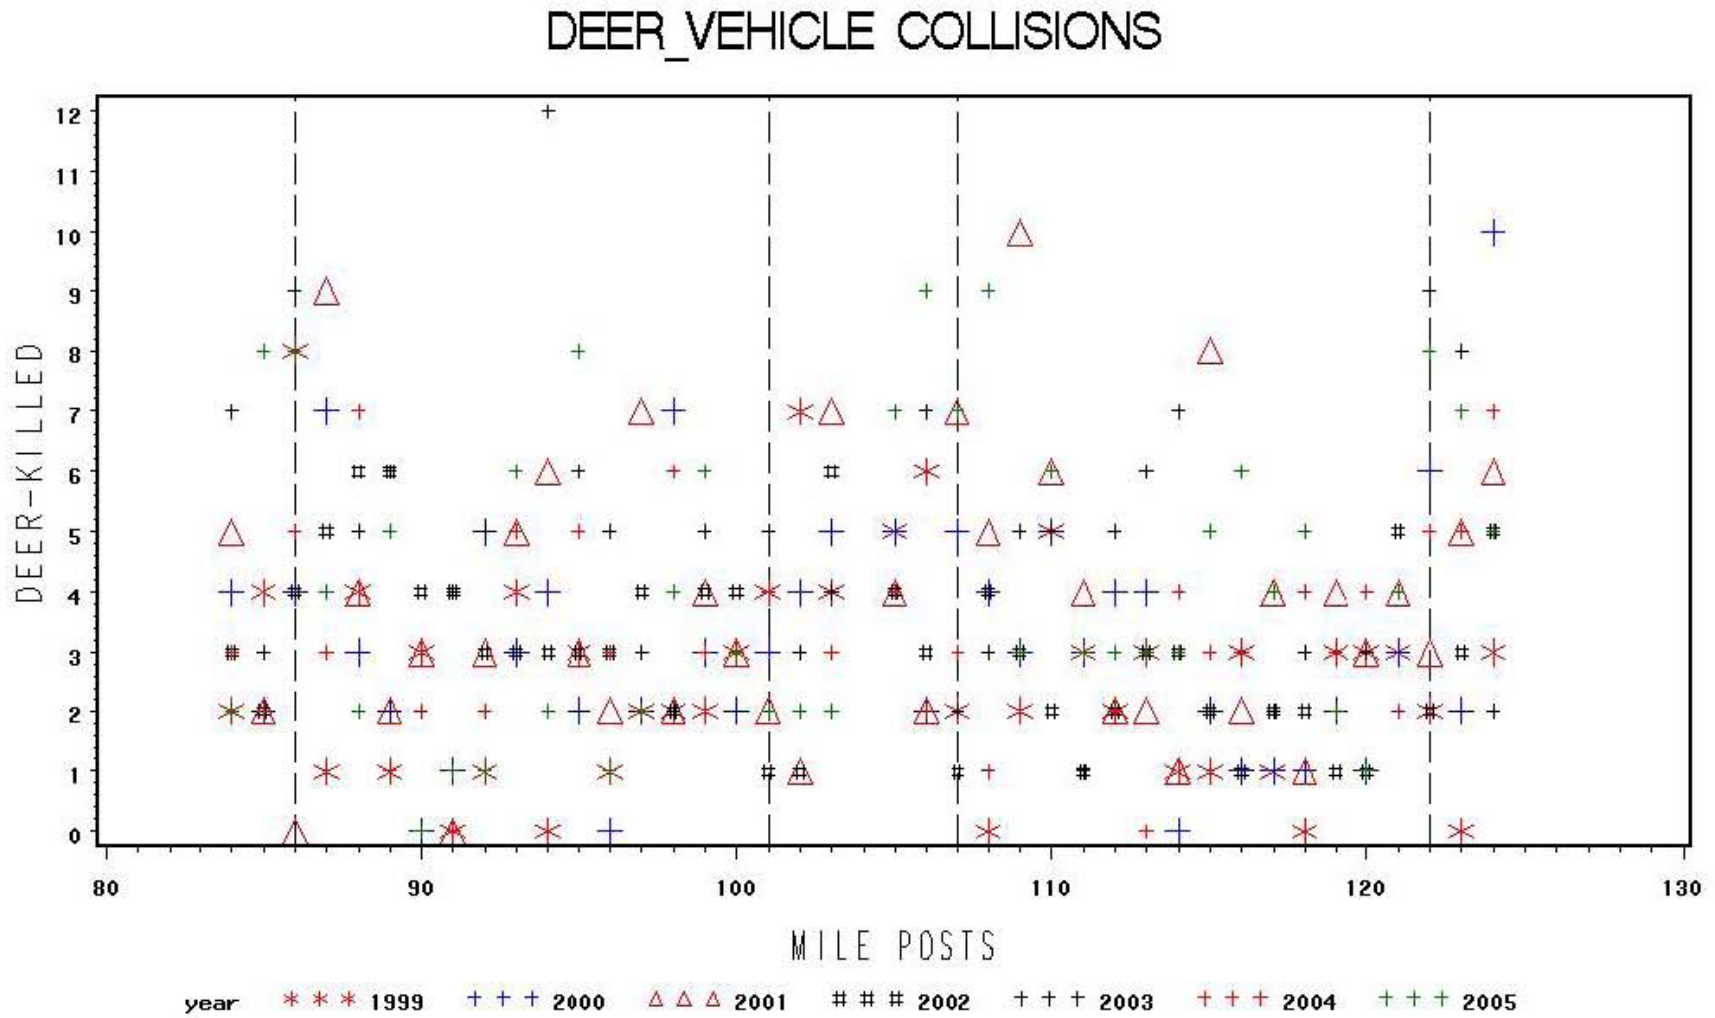 DEER_VEHICLE COLLISIONS
12
11
10
9
8
7
6
5
4
3
2
1
0
DEER-KILLED
80 90 100 110 120 130
MILE POSTS
year * * * 1999 + + + 2000 △ △ △ 2001 # # # 2002 + + + 2003 + + + 2004 + + + 2005